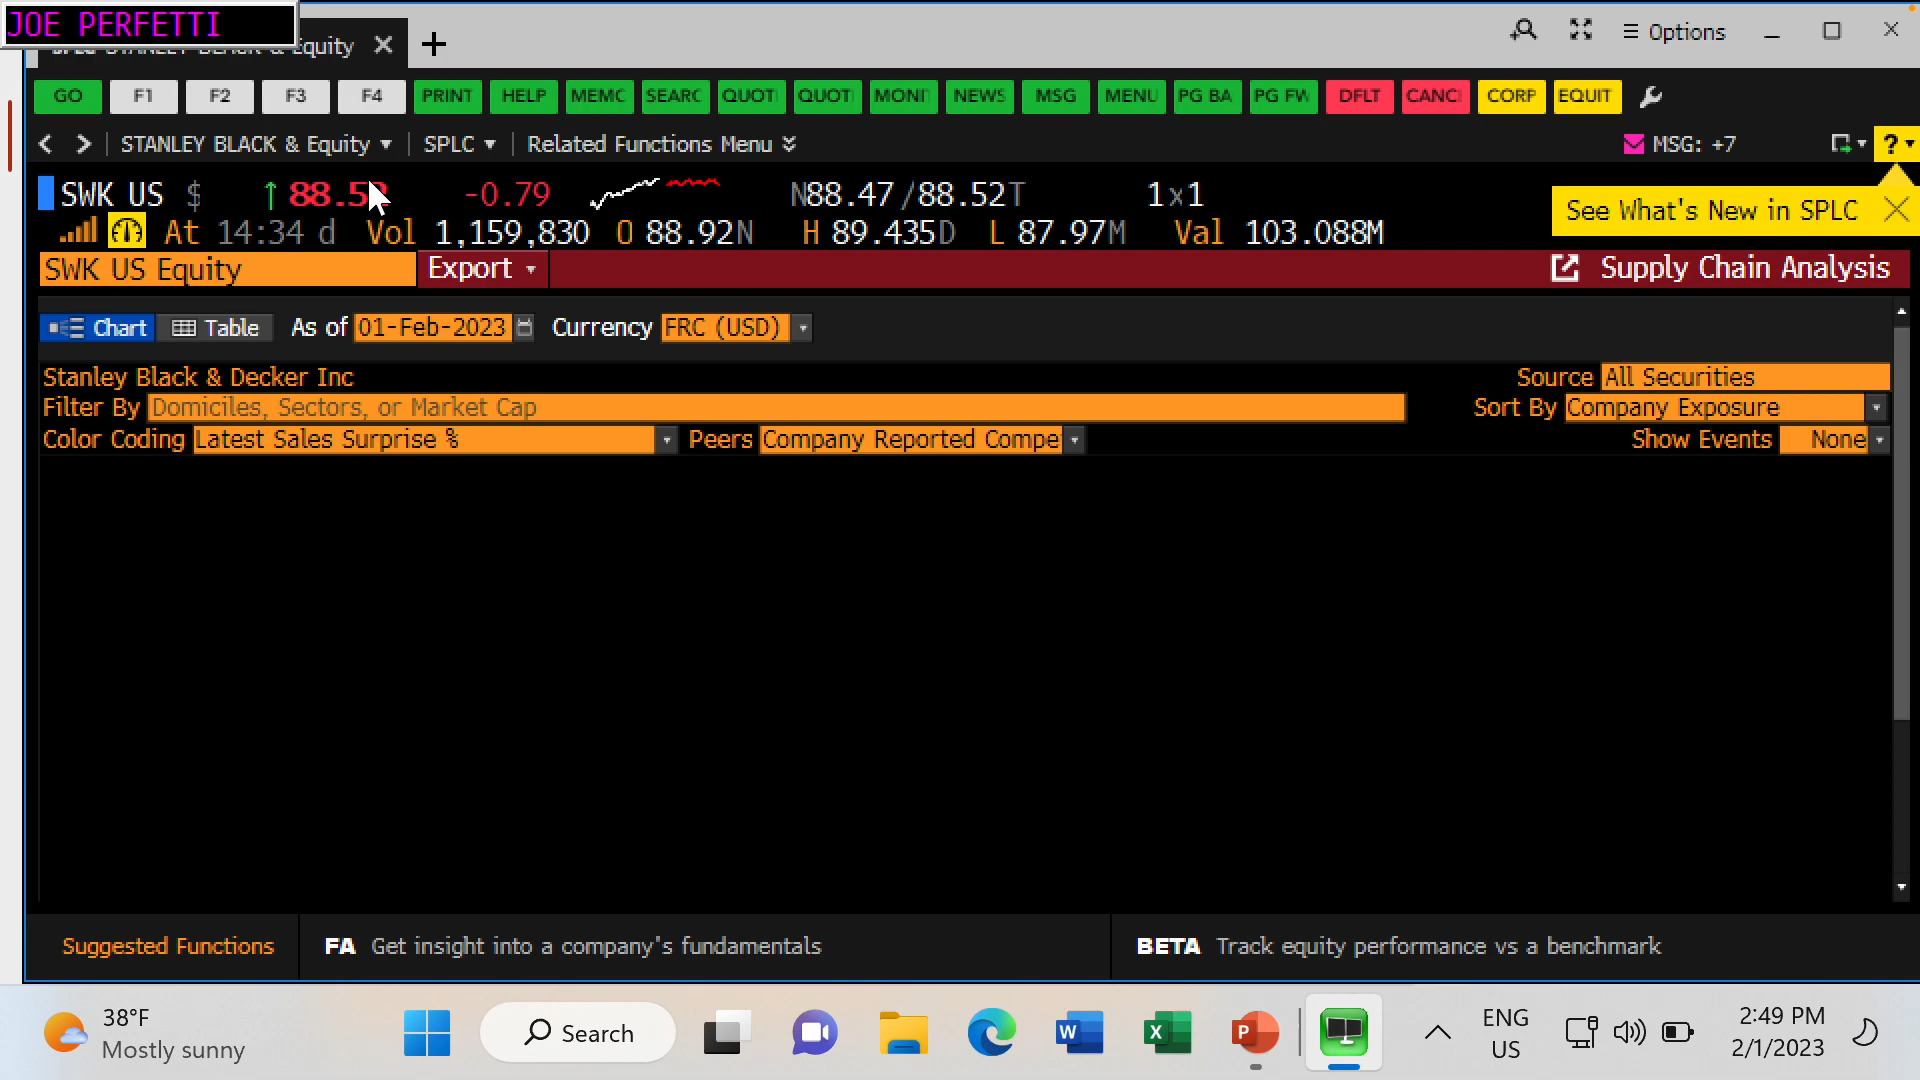 JOE PERFETTI
Equity
GO F1 F2 F3 F4 PRINT HELP MEMC SEARC QUOT QUOT MONI NEWS MSG MENU PG BA PG FW DFLT CANC CORP EQUIT
Options
STANLEY BLACK & Equity SPLC Related Functions Menu MSG: +7 ?
SWK US $ ↑ 88.52 -0.79 N88.47 /88.52T 1x1
See What's New in SPLC
At 14:34 d Vol 1,159,830 O 88.92N H 89.435D L 87.97M Val 103.088M
SWK US Equity Export Supply Chain Analysis
Chart Table As of 01-Feb-2023 Currency FRC (USD)
Stanley Black & Decker Inc Source All Securities
Filter By Domiciles, Sectors, or Market Cap Sort By Company Exposure
Color Coding Latest Sales Surprise % Peers Company Reported Compe Show Events None
Suggested Functions FA Get insight into a company's fundamentals BETA Track equity performance vs a benchmark
38°F
Mostly sunny
Search
W X P
ENG
US
2:49 PM
2/1/2023